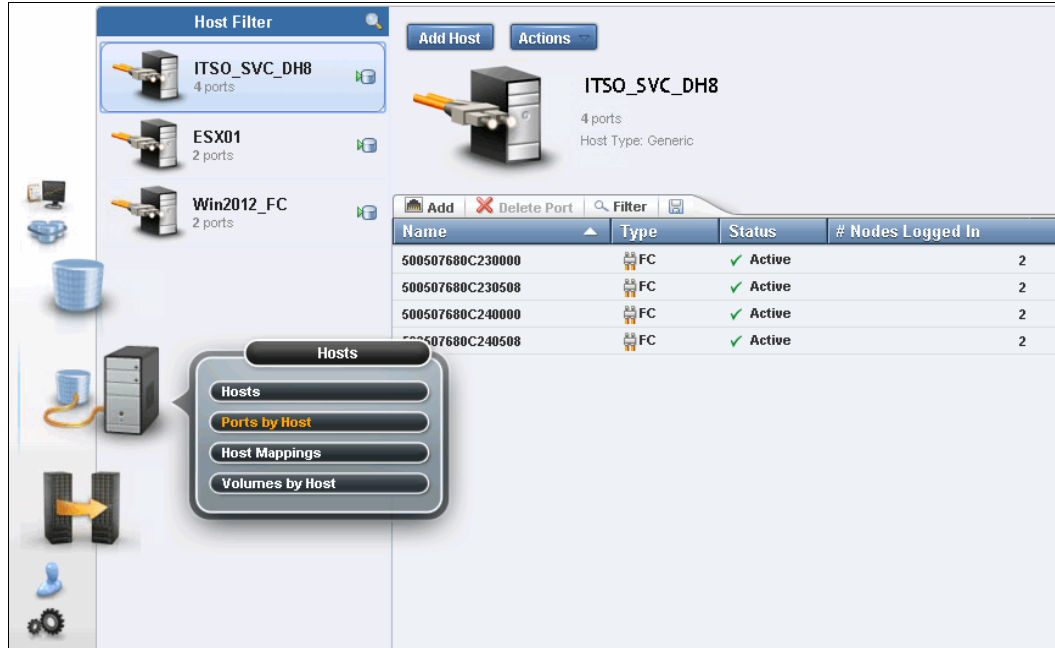 Host Filter
ITSO_SVC_DH8
4 ports
ESX01
2 ports
Win2012_FC
2 ports
Add Host Actions
ITSO_SVC_DH8
4 ports
Host Type: Generic
Add Delete Port Filter
Name Type Status # Nodes Logged In
500507680C230000 FC Active 2
500507680C230508 FC Active 2
500507680C240000 FC Active 2
500507680C240508 FC Active 2
Hosts
Hosts
Ports by Host
Host Mappings
Volumes by Host